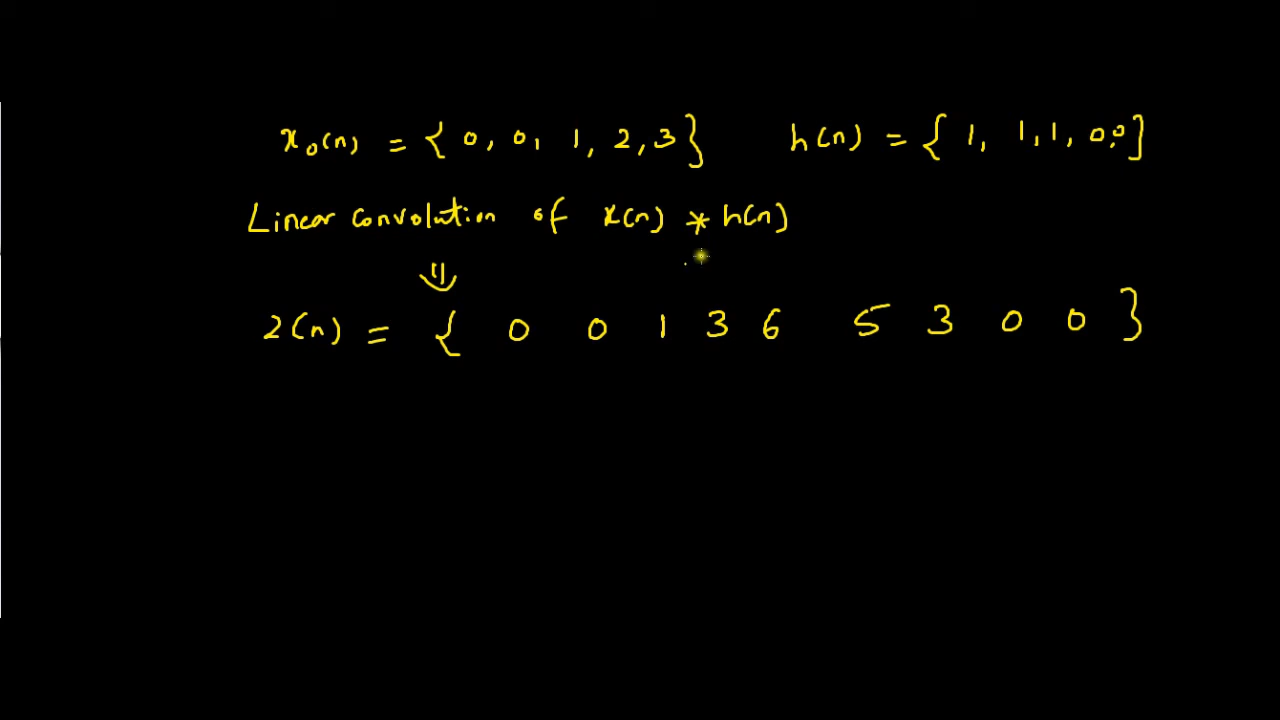 x₀(n) = { 0, 0, 1, 2, 3 } h(n) = { 1, 1, 1, 0, 0 ]
Linear convolution of x(n) * h(n)
⇓
2(n) = { 0 0 1 3 6 5 3 0 0 }